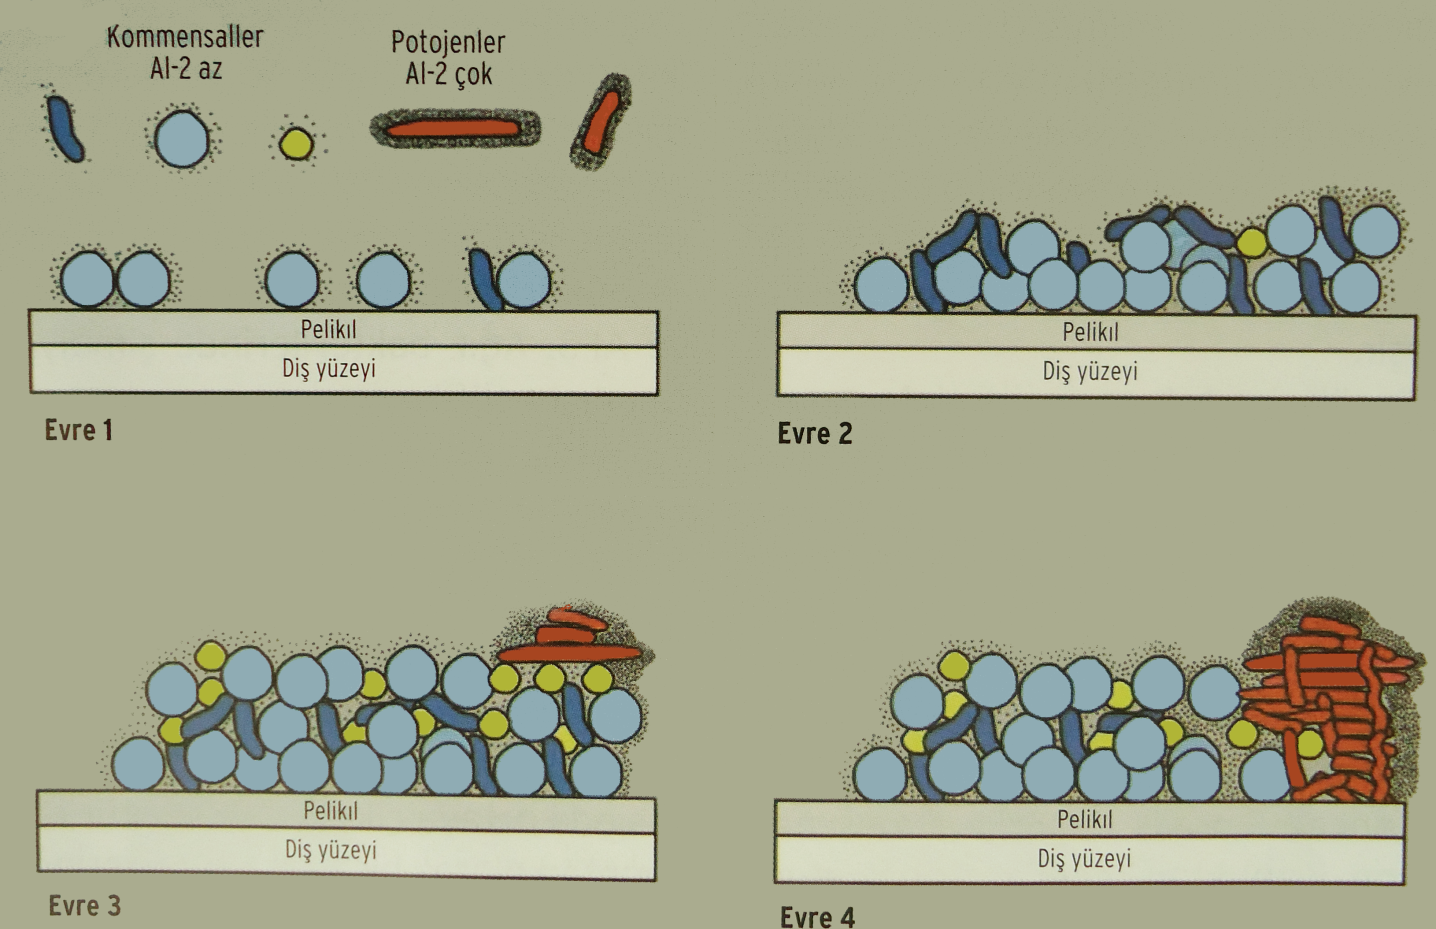 Kommensaller
AI-2 az
Potojenler
AI-2 çok
Pelikıl
Diş yüzeyi
Evre 1
Pelikıl
Diş yüzeyi
Evre 2
Pelikıl
Diş yüzeyi
Evre 3
Pelikıl
Diş yüzeyi
Evre 4